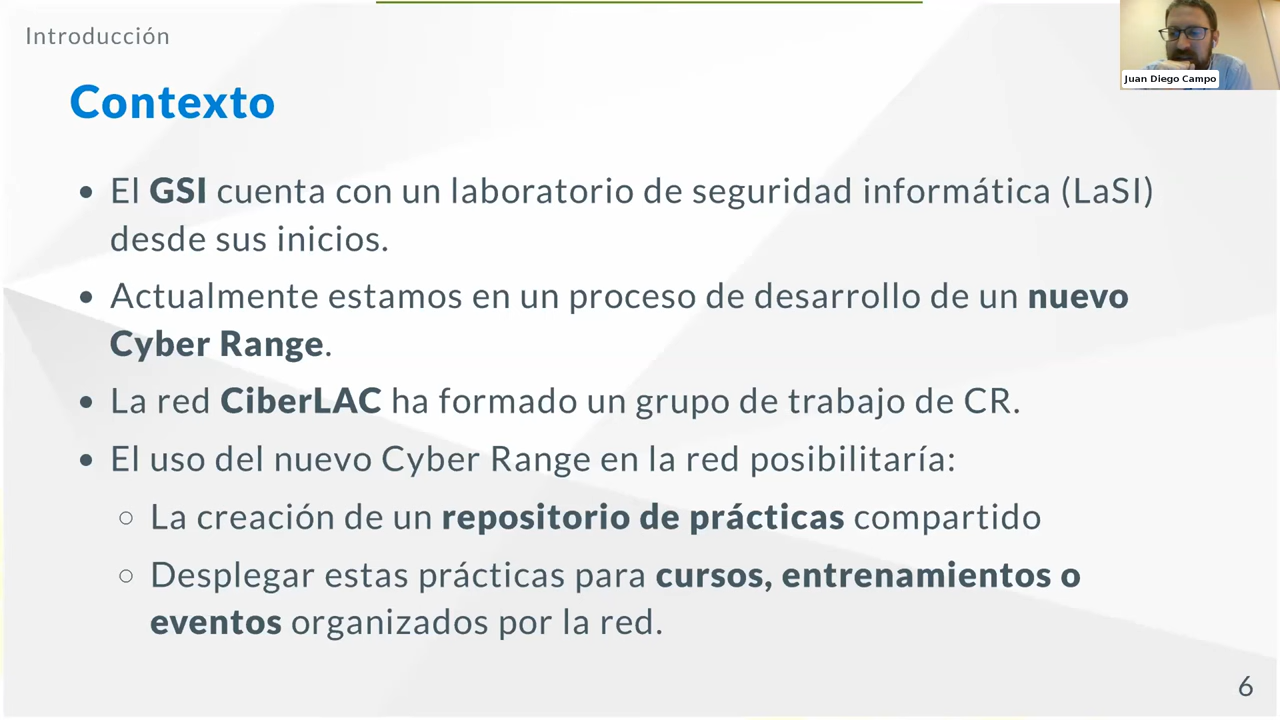 Introducción
Juan Diego Campo
Contexto
• El GSI cuenta con un laboratorio de seguridad informática (LaSI)
desde sus inicios.
• Actualmente estamos en un proceso de desarrollo de un nuevo
Cyber Range.
• La red CiberLAC ha formado un grupo de trabajo de CR.
• El uso del nuevo Cyber Range en la red posibilitaría:
○ La creación de un repositorio de prácticas compartido
○ Desplegar estas prácticas para cursos, entrenamientos o
eventos organizados por la red.
6